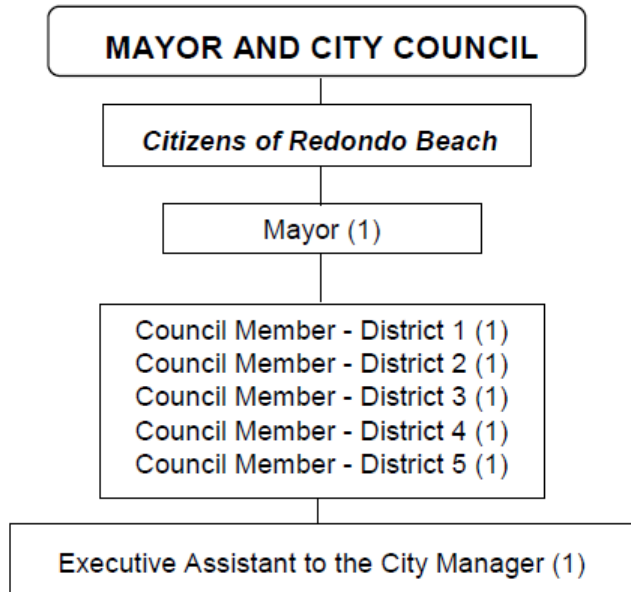 MAYOR AND CITY COUNCIL
Citizens of Redondo Beach
Mayor (1)
Council Member - District 1 (1)
Council Member - District 2 (1)
Council Member - District 3 (1)
Council Member - District 4 (1)
Council Member - District 5 (1)
Executive Assistant to the City Manager (1)